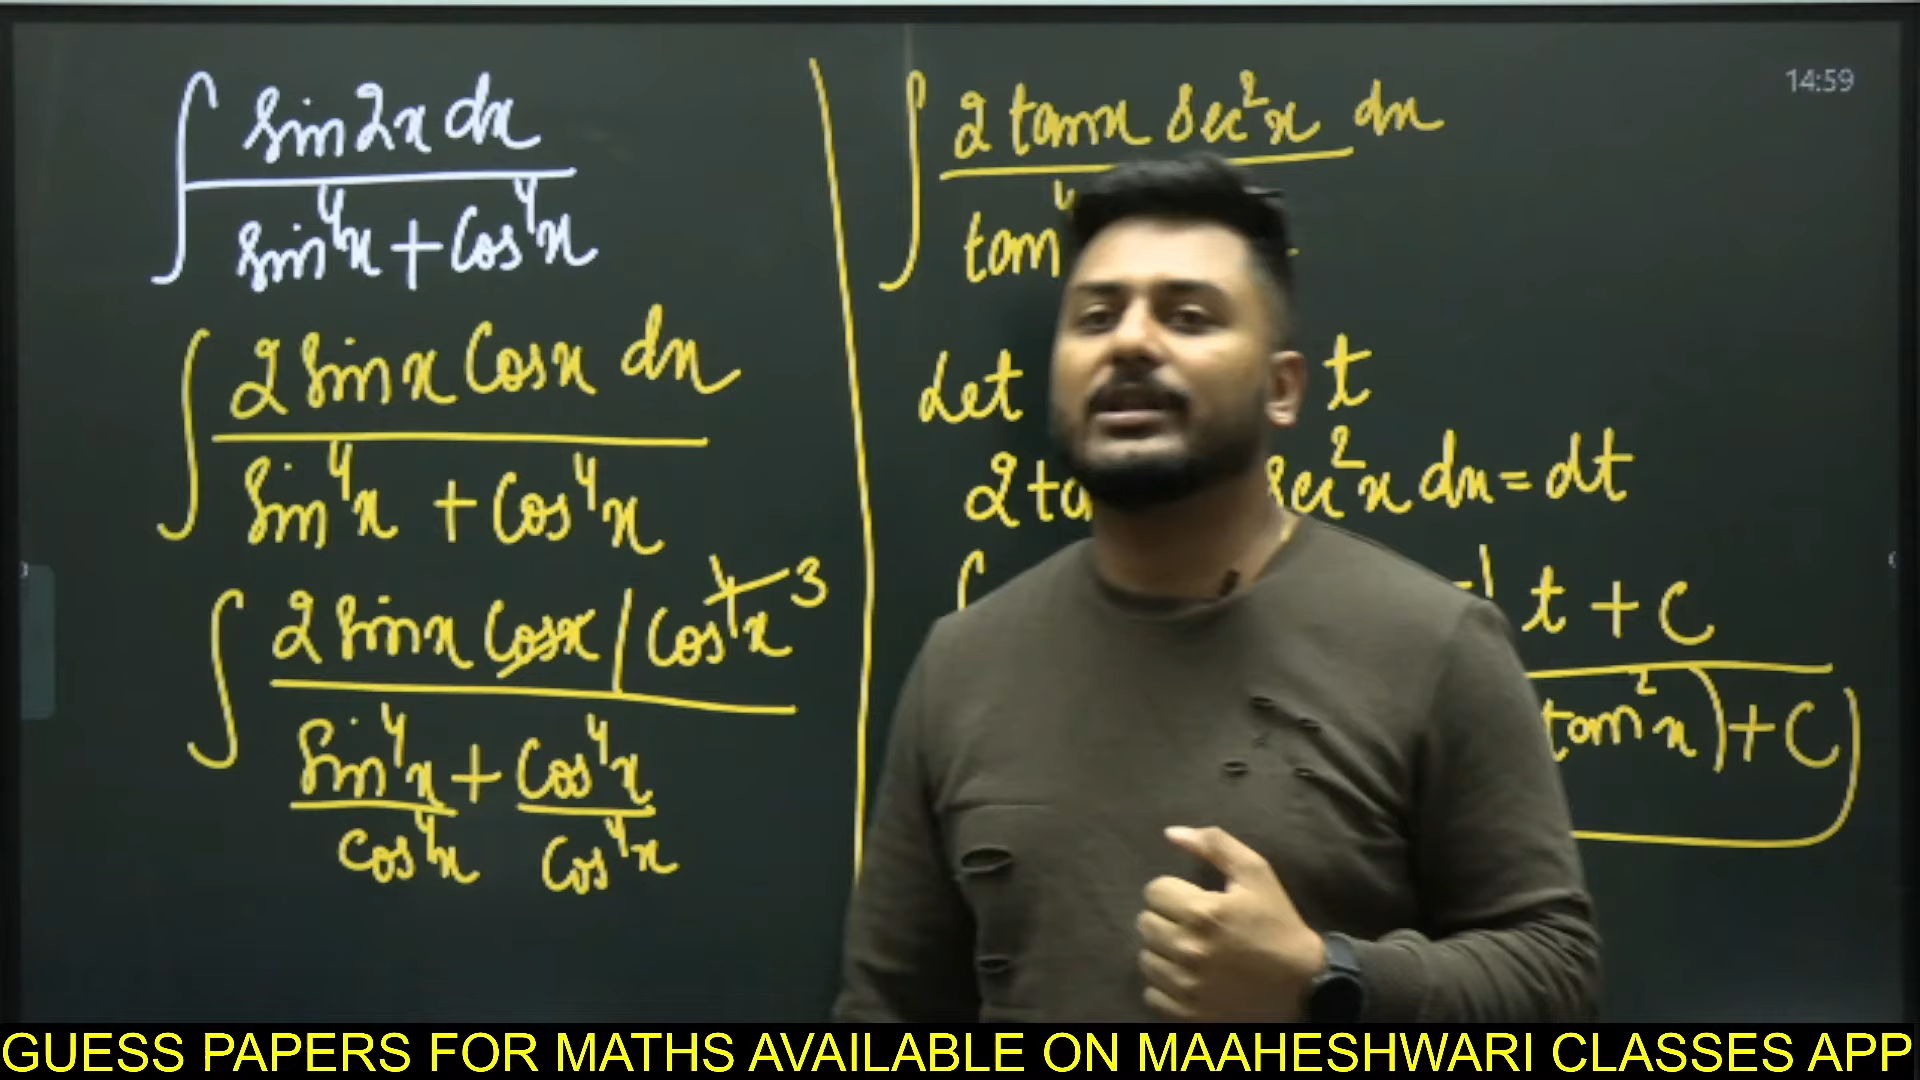 ∫ sin2x dx
sin⁴x + cos⁴x
∫ 2 sinx cosx dx
sin⁴x + cos⁴x
∫ 2 sinx cosx / cos⁴x 3
sin⁴x + cos⁴x
cos⁴x cos⁴x
14:59
∫ 2 tanx sec²x dx
tan⁴
Let t
2 sec²x dx = dt
∫ ⁻¹ t + C
tan²x) + C
GUESS PAPERS FOR MATHS AVAILABLE ON MAAHESHWARI CLASSES APP